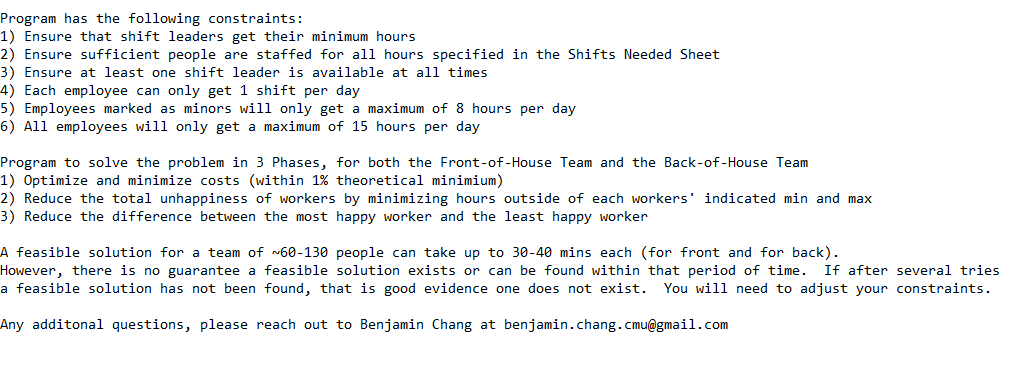 Program has the following constraints:
1) Ensure that shift leaders get their minimum hours
2) Ensure sufficient people are staffed for all hours specified in the Shifts Needed Sheet
3) Ensure at least one shift leader is available at all times
4) Each employee can only get 1 shift per day
5) Employees marked as minors will only get a maximum of 8 hours per day
6) All employees will only get a maximum of 15 hours per day
Program to solve the problem in 3 Phases, for both the Front-of-House Team and the Back-of-House Team
1) Optimize and minimize costs (within 1% theoretical minimium)
2) Reduce the total unhappiness of workers by minimizing hours outside of each workers' indicated min and max
3) Reduce the difference between the most happy worker and the least happy worker
A feasible solution for a team of ~60-130 people can take up to 30-40 mins each (for front and for back).
However, there is no guarantee a feasible solution exists or can be found within that period of time.  If after several tries
a feasible solution has not been found, that is good evidence one does not exist.  You will need to adjust your constraints.
Any additonal questions, please reach out to Benjamin Chang at benjamin.chang.cmu@gmail.com